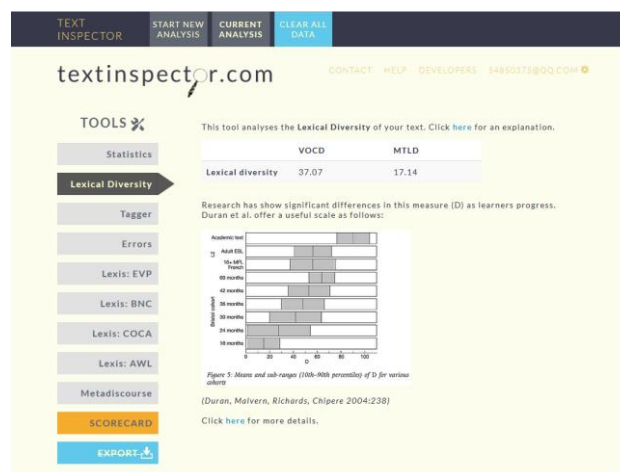 TEXT
INSPECTOR
START NEW
ANALYSIS
CURRENT
ANALYSIS
CLEAR ALL
DATA
textinspector.com
CONTACT HELP DEVELOPERS 54850375@QQ.COM
TOOLS
Statistics
Lexical Diversity
Tagger
Errors
Lexis: EVP
Lexis: BNC
Lexis: COCA
Lexis: AWL
Metadiscourse
SCORECARD
EXPORT
This tool analyses the Lexical Diversity of your text. Click here for an explanation.
VOCD MTLD
Lexical diversity 37.07 17.14
Research has show significant differences in this measure (D) as learners progress.
Duran et al. offer a useful scale as follows:
Academic text
L2
Adult ESL
16+ MFL
French
Bristol cohort
60 months
42 months
36 months
30 months
24 months
18 months
0 20 40 60 80 100
D
Figure 5: Means and sub-ranges (10th–90th percentiles) of D for various
cohorts
(Duran, Malvern, Richards, Chipere 2004:238)
Click here for more details.